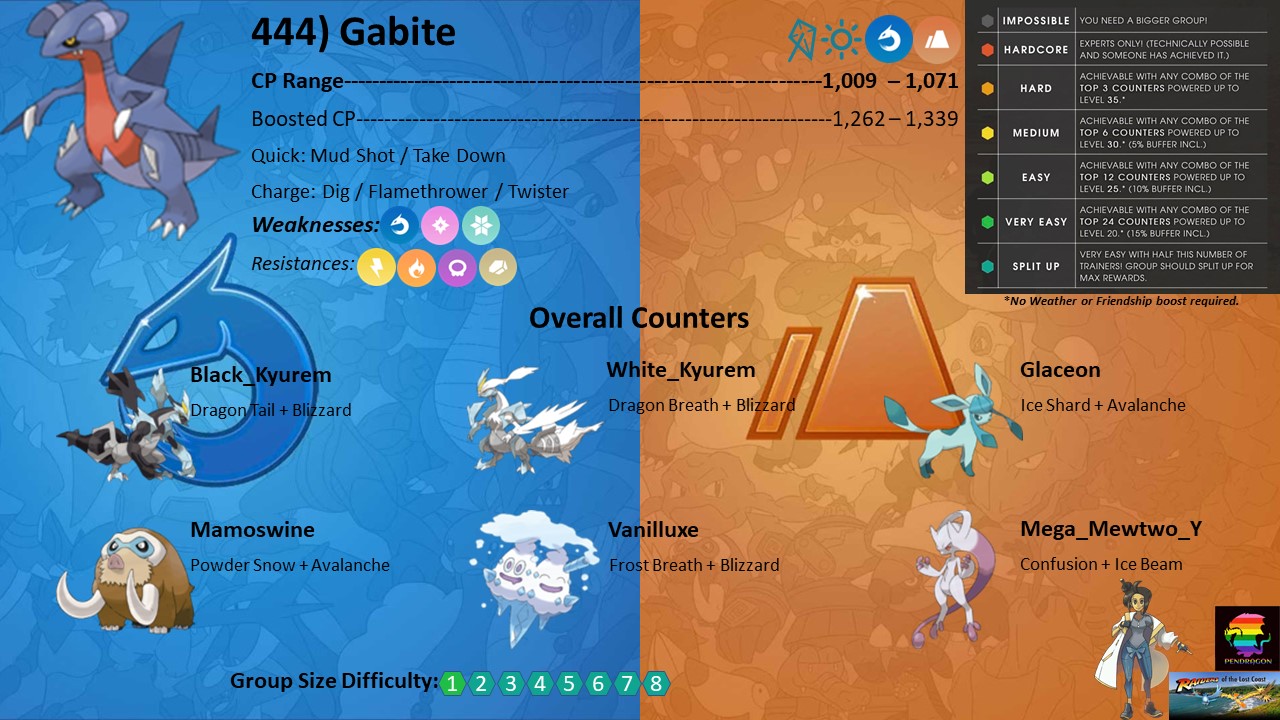 444) Gabite
CP Range------------------------------------------------------------------1,009 – 1,071
Boosted CP------------------------------------------------------------------1,262 – 1,339
Quick: Mud Shot / Take Down
Charge: Dig / Flamethrower / Twister
Weaknesses:
Resistances:
IMPOSSIBLE YOU NEED A BIGGER GROUP!
HARDCORE EXPERTS ONLY! (TECHNICALLY POSSIBLE
AND SOMEONE HAS ACHIEVED IT.)
HARD ACHIEVABLE WITH ANY COMBO OF THE
TOP 3 COUNTERS POWERED UP TO
LEVEL 35.*
MEDIUM ACHIEVABLE WITH ANY COMBO OF THE
TOP 6 COUNTERS POWERED UP TO
LEVEL 30.* (5% BUFFER INCL.)
EASY ACHIEVABLE WITH ANY COMBO OF THE
TOP 12 COUNTERS POWERED UP TO
LEVEL 25.* (10% BUFFER INCL.)
VERY EASY ACHIEVABLE WITH ANY COMBO OF THE
TOP 24 COUNTERS POWERED UP TO
LEVEL 20.* (15% BUFFER INCL.)
SPLIT UP VERY EASY WITH HALF THIS NUMBER OF
TRAINERS! GROUP SHOULD SPLIT UP FOR
MAX REWARDS.
*No Weather or Friendship boost required.
Overall Counters
Black_Kyurem
Dragon Tail + Blizzard
White_Kyurem
Dragon Breath + Blizzard
Glaceon
Ice Shard + Avalanche
Mamoswine
Powder Snow + Avalanche
Vanilluxe
Frost Breath + Blizzard
Mega_Mewtwo_Y
Confusion + Ice Beam
Group Size Difficulty: 1 2 3 4 5 6 7 8
PENDRAGON
RAIDERS of the Lost Coast